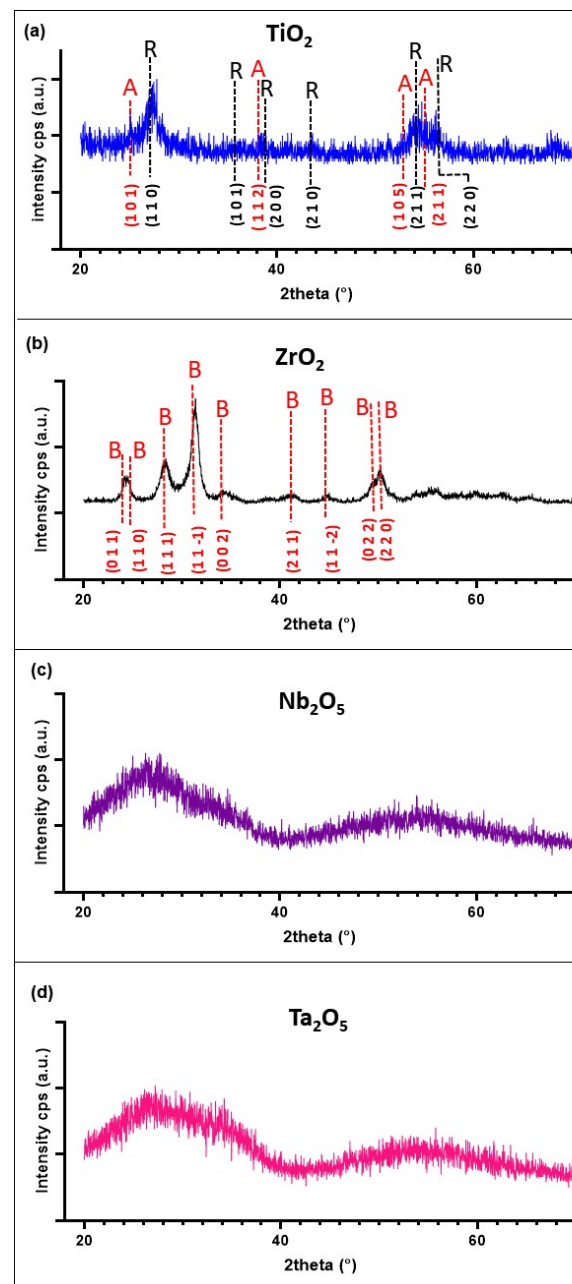 (a)
TiO₂
R
A
R
A
R
R
R
A
A
R
intensity cps (a.u.)
(1 0 1)
(1 1 0)
(1 0 1)
(1 1 2)
(2 0 0)
(2 1 0)
(1 0 5)
(2 1 1)
(2 1 1)
(2 2 0)
20
40
60
2theta (°)
(b)
ZrO₂
B
B
B
B
B
B
B
B
B
Intensity cps (a.u.)
(0 1 1)
(1 1 0)
(1 1 1)
(1 1 -1)
(0 0 2)
(2 1 1)
(1 1 -2)
(0 2 2)
(2 2 0)
20
40
60
2theta (°)
(c)
Nb₂O₅
Intensity cps (a.u.)
20
40
60
2theta (°)
(d)
Ta₂O₅
Intensity cps (a.u.)
20
40
60
2theta (°)